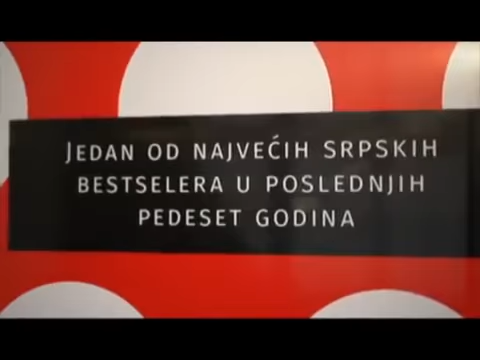 JEDAN OD NAJVEĆIH SRPSKIH
BESTSELERA U POSLEDNJIH
PEDESET GODINA